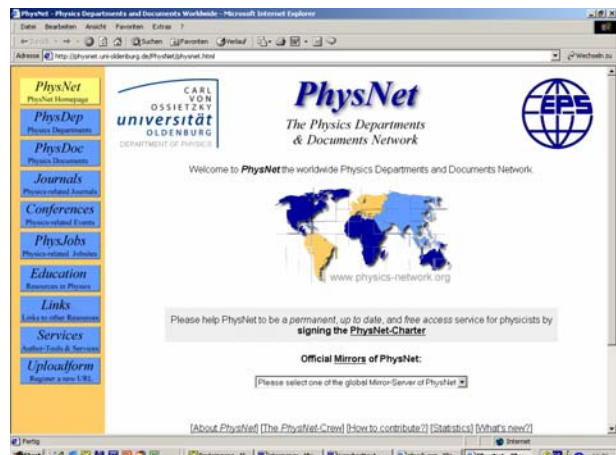 PhysNet - Physics Departments and Documents Worldwide - Microsoft Internet Explorer
Datei Bearbeiten Ansicht Favoriten Extras ?
Suchen Favoriten Verlauf
Adresse http://physnet.uni-oldenburg.de/PhysNet/physnet.html Wechseln zu
PhysNet
PhysNet Homepage
PhysDep
Physics Departments
PhysDoc
Physics Documents
Journals
Physics-related Journals
Conferences
Physics-related Events
PhysJobs
Physics-related Jobsites
Education
Resources in Physics
Links
Links to other Resources
Services
Author-Tools & Services
Uploadform
Register a new URL
CARL
VON
OSSIETZKY
universität
OLDENBURG
DEPARTMENT OF PHYSICS
PhysNet
The Physics Departments
& Documents Network
EPS
Welcome to PhysNet the worldwide Physics Departments and Documents Network.
www.physics-network.org
Please help PhysNet to be a permanent, up to date, and free access service for physicists by
signing the PhysNet-Charter
Official Mirrors of PhysNet:
Please select one of the global Mirror-Server of PhysNet
[About PhysNet] [The PhysNet-Crew] [How to contribute?] [Statistics] [What's new?]
Fertig Internet